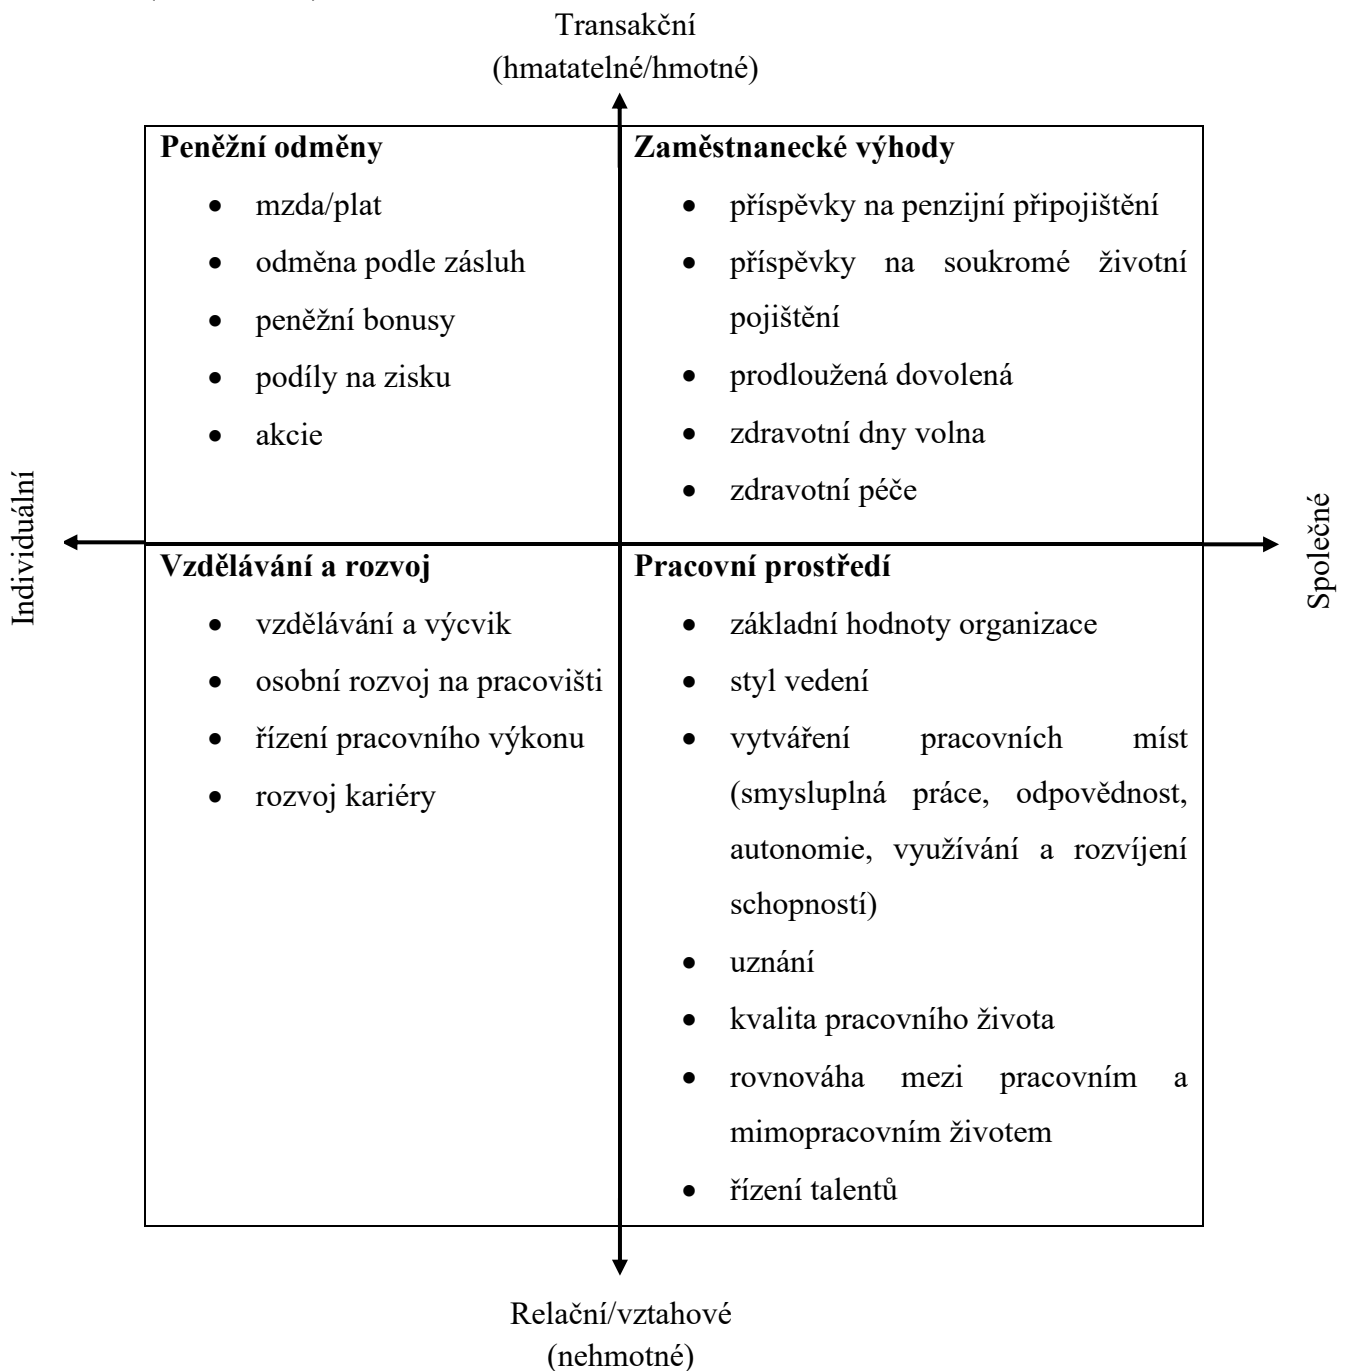 Transakční
(hmatatelné/hmotné)
Peněžní odměny
• mzda/plat
• odměna podle zásluh
• peněžní bonusy
• podíly na zisku
• akcie
Zaměstnanecké výhody
• příspěvky na penzijní připojištění
• příspěvky na soukromé životní
pojištění
• prodloužená dovolená
• zdravotní dny volna
• zdravotní péče
Individuální
Společné
Vzdělávání a rozvoj
• vzdělávání a výcvik
• osobní rozvoj na pracovišti
• řízení pracovního výkonu
• rozvoj kariéry
Pracovní prostředí
• základní hodnoty organizace
• styl vedení
• vytváření pracovních míst
(smysluplná práce, odpovědnost,
autonomie, využívání a rozvíjení
schopností)
• uznání
• kvalita pracovního života
• rovnováha mezi pracovním a
mimopracovním životem
• řízení talentů
Relační/vztahové
(nehmotné)